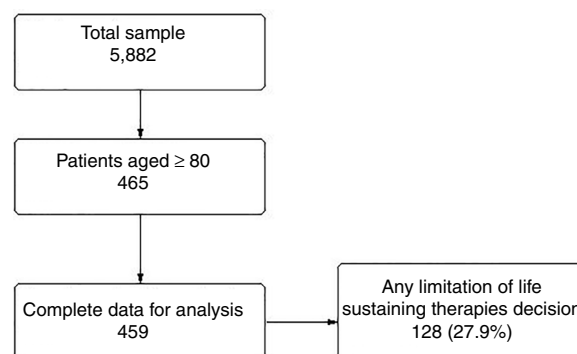 Total sample
5,882
Patients aged ≥ 80
465
Complete data for analysis
459
Any limitation of life
sustaining therapies decision
128 (27.9%)